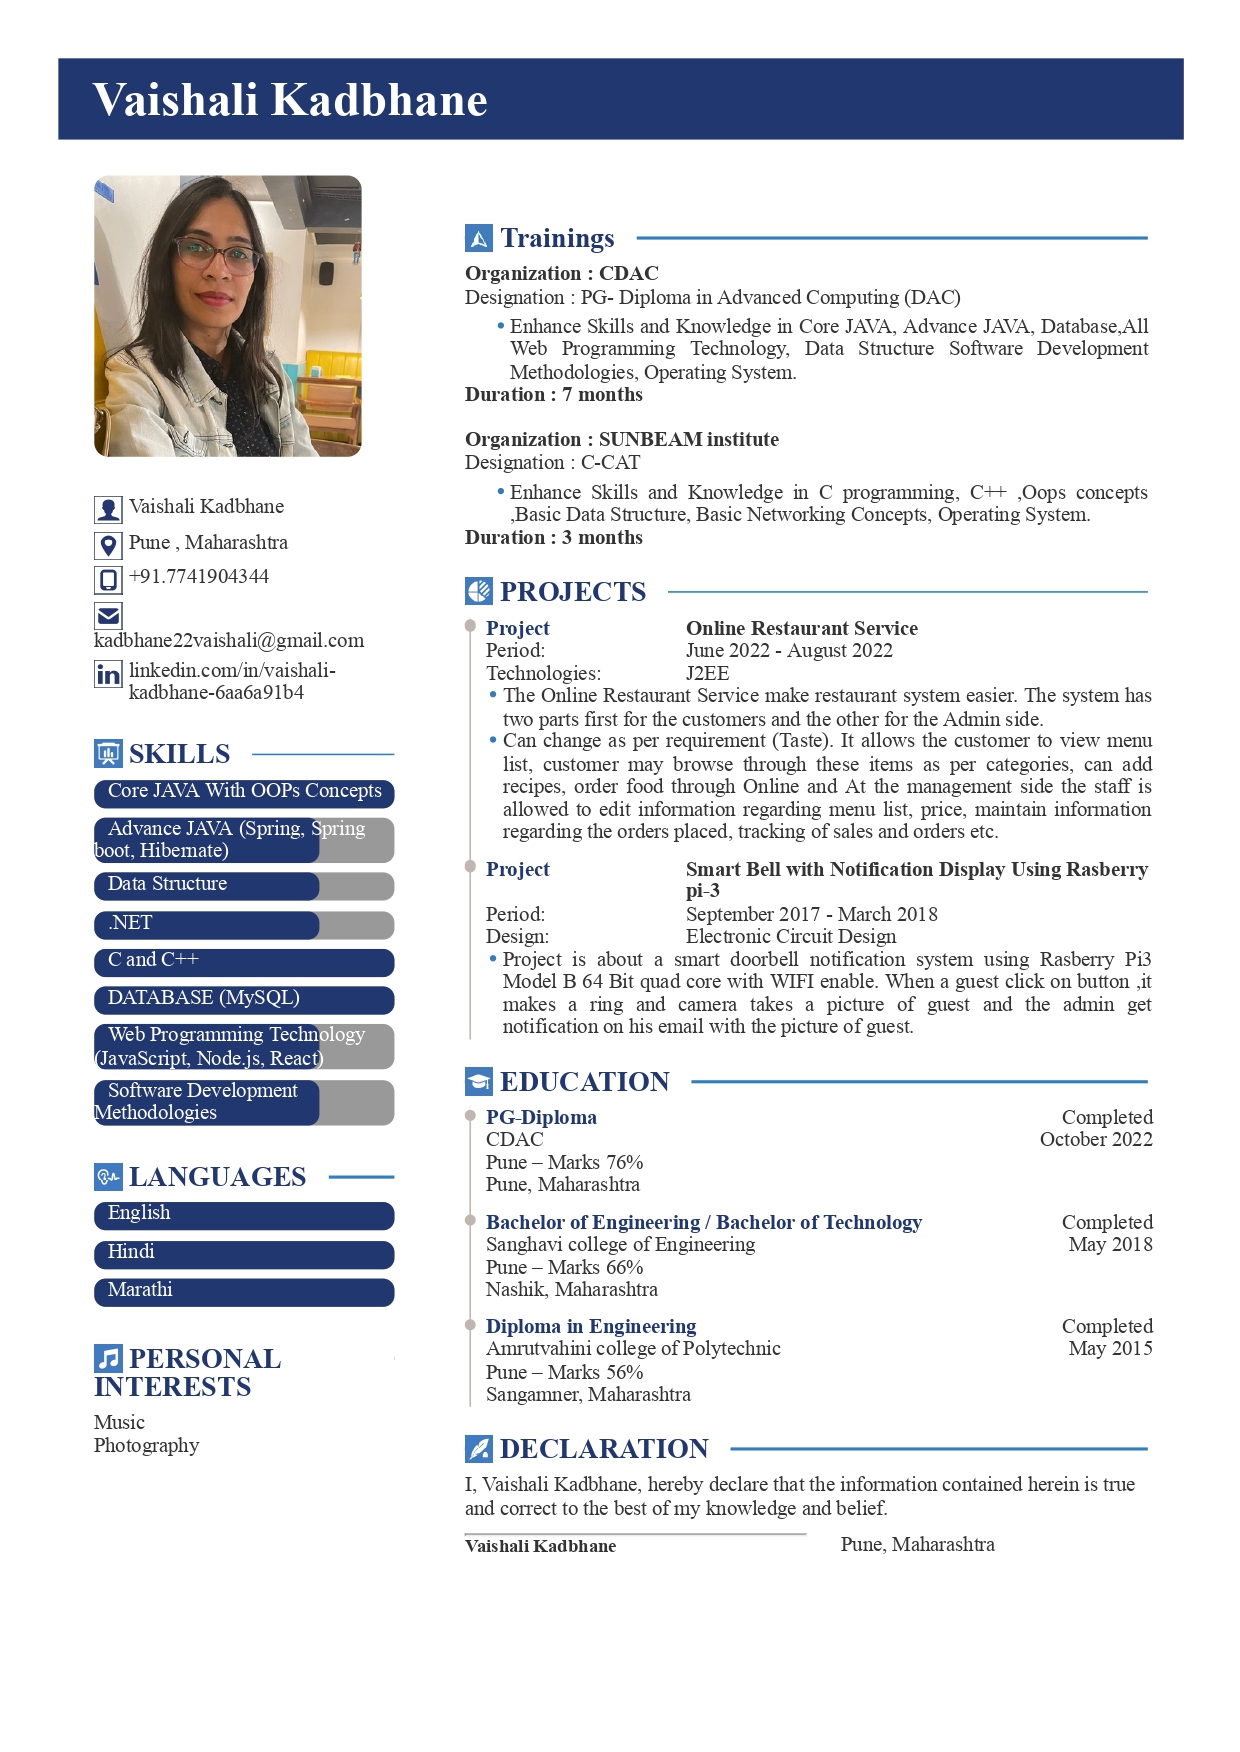 Vaishali Kadbhane
Vaishali Kadbhane
Pune , Maharashtra
+91.7741904344
kadbhane22vaishali@gmail.com
linkedin.com/in/vaishali-
kadbhane-6aa6a91b4
SKILLS
Core JAVA With OOPs Concepts
Advance JAVA (Spring, Spring
boot, Hibernate)
Data Structure
.NET
C and C++
DATABASE (MySQL)
Web Programming Technology
(JavaScript, Node.js, React)
Software Development
Methodologies
LANGUAGES
English
Hindi
Marathi
PERSONAL
INTERESTS
Music
Photography
Trainings
Organization : CDAC
Designation : PG- Diploma in Advanced Computing (DAC)
• Enhance Skills and Knowledge in Core JAVA, Advance JAVA, Database,All
Web Programming Technology, Data Structure Software Development
Methodologies, Operating System.
Duration : 7 months
Organization : SUNBEAM institute
Designation : C-CAT
• Enhance Skills and Knowledge in C programming, C++ ,Oops concepts
,Basic Data Structure, Basic Networking Concepts, Operating System.
Duration : 3 months
PROJECTS
Project Online Restaurant Service
Period: June 2022 - August 2022
Technologies: J2EE
• The Online Restaurant Service make restaurant system easier. The system has
two parts first for the customers and the other for the Admin side.
• Can change as per requirement (Taste). It allows the customer to view menu
list, customer may browse through these items as per categories, can add
recipes, order food through Online and At the management side the staff is
allowed to edit information regarding menu list, price, maintain information
regarding the orders placed, tracking of sales and orders etc.
Project Smart Bell with Notification Display Using Rasberry
pi-3
Period: September 2017 - March 2018
Design: Electronic Circuit Design
• Project is about a smart doorbell notification system using Rasberry Pi3
Model B 64 Bit quad core with WIFI enable. When a guest click on button ,it
makes a ring and camera takes a picture of guest and the admin get
notification on his email with the picture of guest.
EDUCATION
PG-Diploma Completed
CDAC October 2022
Pune – Marks 76%
Pune, Maharashtra
Bachelor of Engineering / Bachelor of Technology Completed
Sanghavi college of Engineering May 2018
Pune – Marks 66%
Nashik, Maharashtra
Diploma in Engineering Completed
Amrutvahini college of Polytechnic May 2015
Pune – Marks 56%
Sangamner, Maharashtra
DECLARATION
I, Vaishali Kadbhane, hereby declare that the information contained herein is true
and correct to the best of my knowledge and belief.
Vaishali Kadbhane Pune, Maharashtra